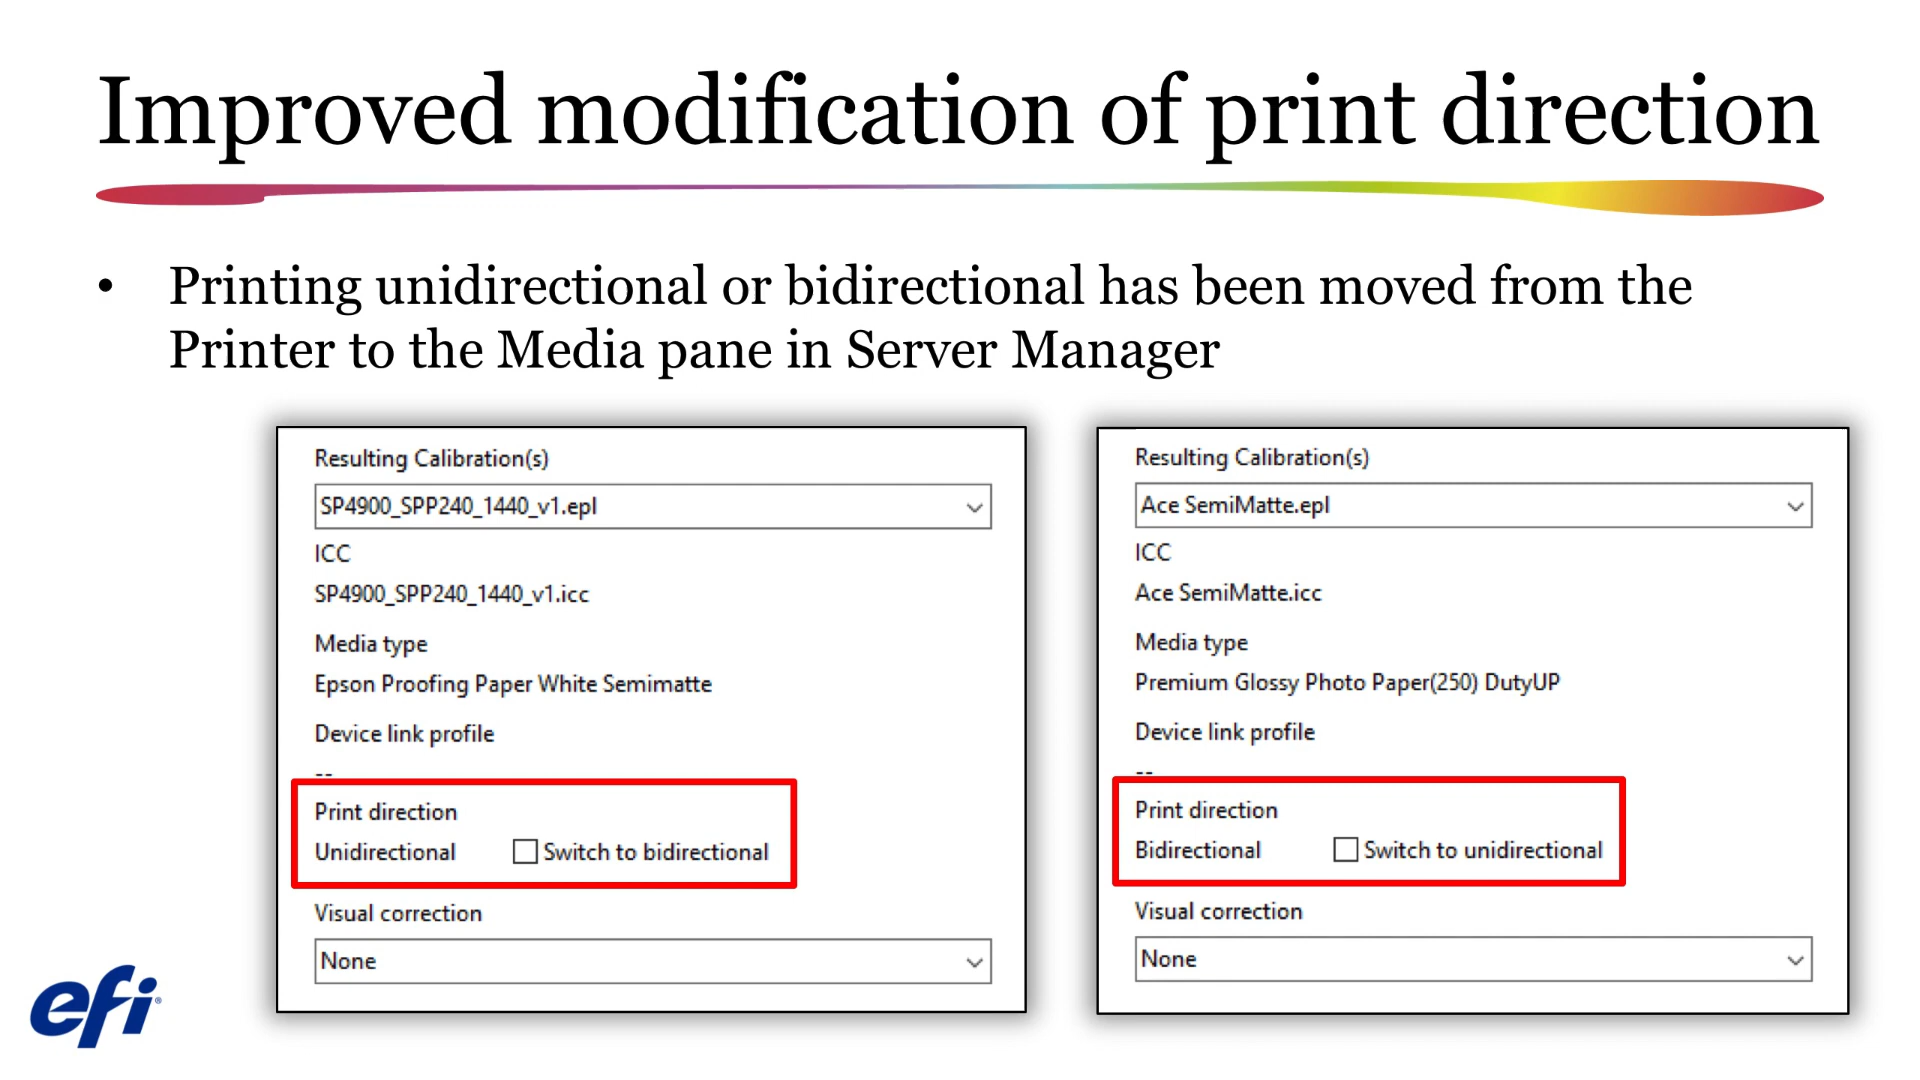 Improved modification of print direction
• Printing unidirectional or bidirectional has been moved from the
Printer to the Media pane in Server Manager
Resulting Calibration(s)
SP4900_SPP240_1440_v1.epl
ICC
SP4900_SPP240_1440_v1.icc
Media type
Epson Proofing Paper White Semimatte
Device link profile
--
Print direction
Unidirectional Switch to bidirectional
Visual correction
None
Resulting Calibration(s)
Ace SemiMatte.epl
ICC
Ace SemiMatte.icc
Media type
Premium Glossy Photo Paper(250) DutyUP
Device link profile
--
Print direction
Bidirectional Switch to unidirectional
Visual correction
None
efi®